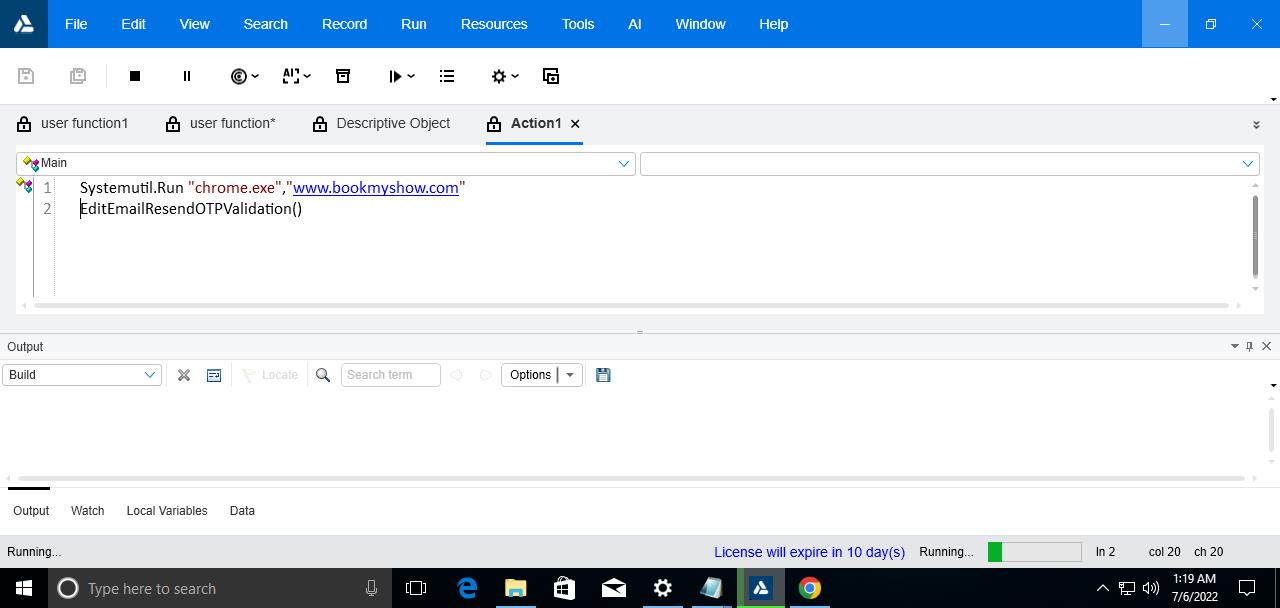 File Edit View Search Record Run Resources Tools AI Window Help
user function1 user function* Descriptive Object Action1
Main
1 Systemutil.Run "chrome.exe","www.bookmyshow.com"
2 EditEmailResendOTPValidation()
Output
Build Locate Search term Options
Output Watch Local Variables Data
Running... License will expire in 10 day(s) Running... ln 2 col 20 ch 20
Type here to search
1:19 AM
7/6/2022